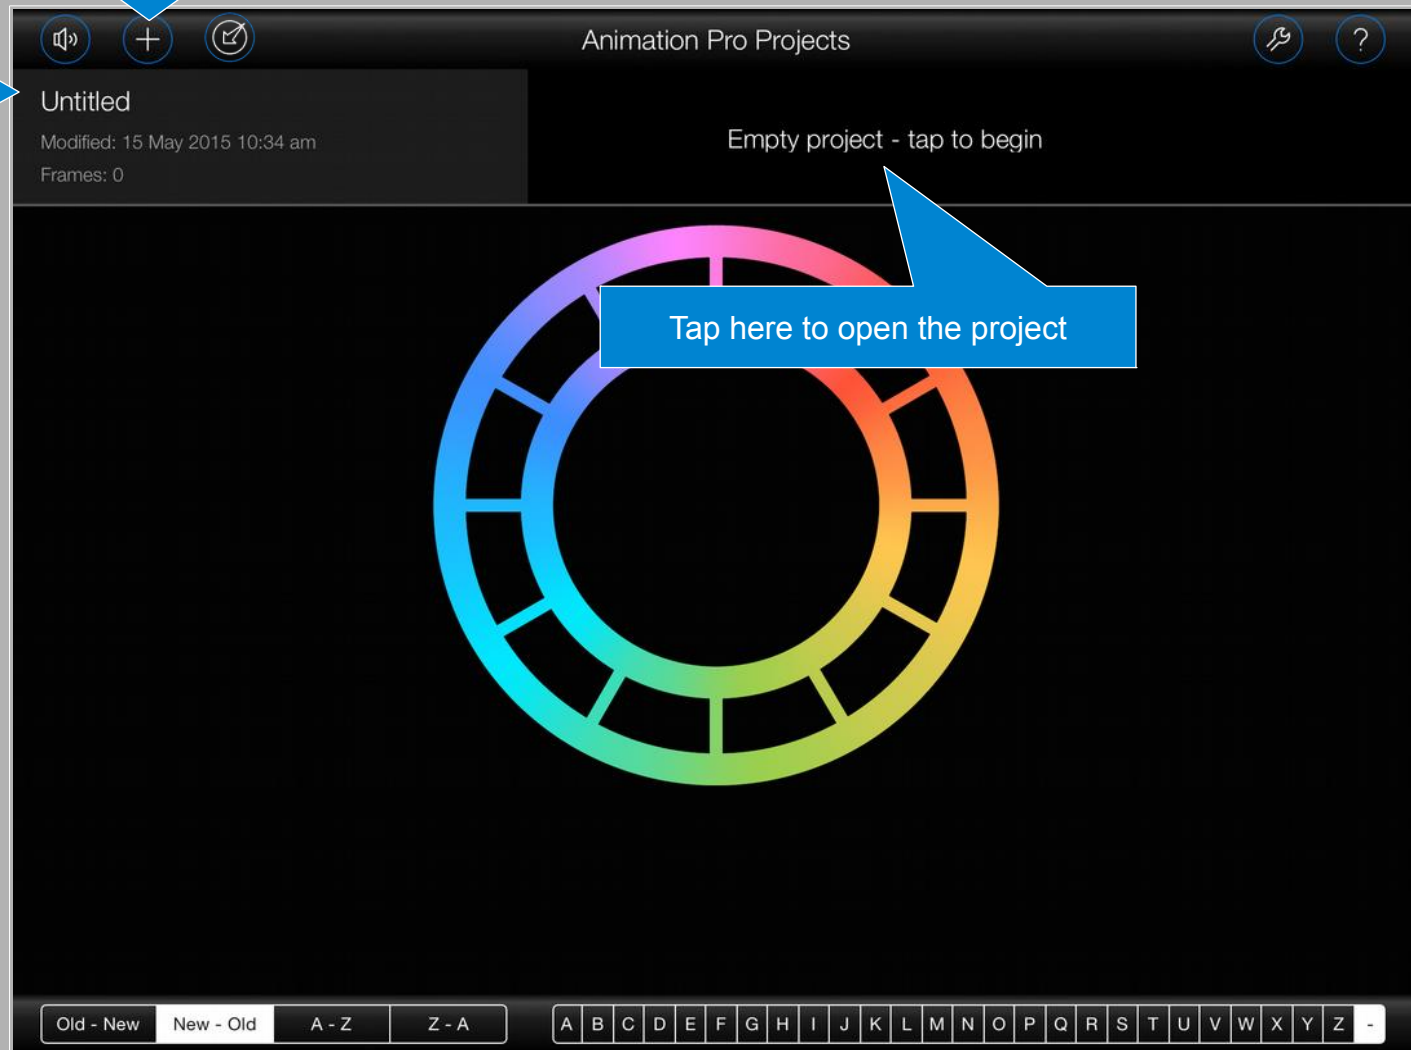 Animation Pro Projects
?
Untitled
Modified: 15 May 2015 10:34 am
Frames: 0
Empty project - tap to begin
Tap here to open the project
Old - New New - Old A - Z Z - A
A B C D E F G H I J K L M N O P Q R S T U V W X Y Z -